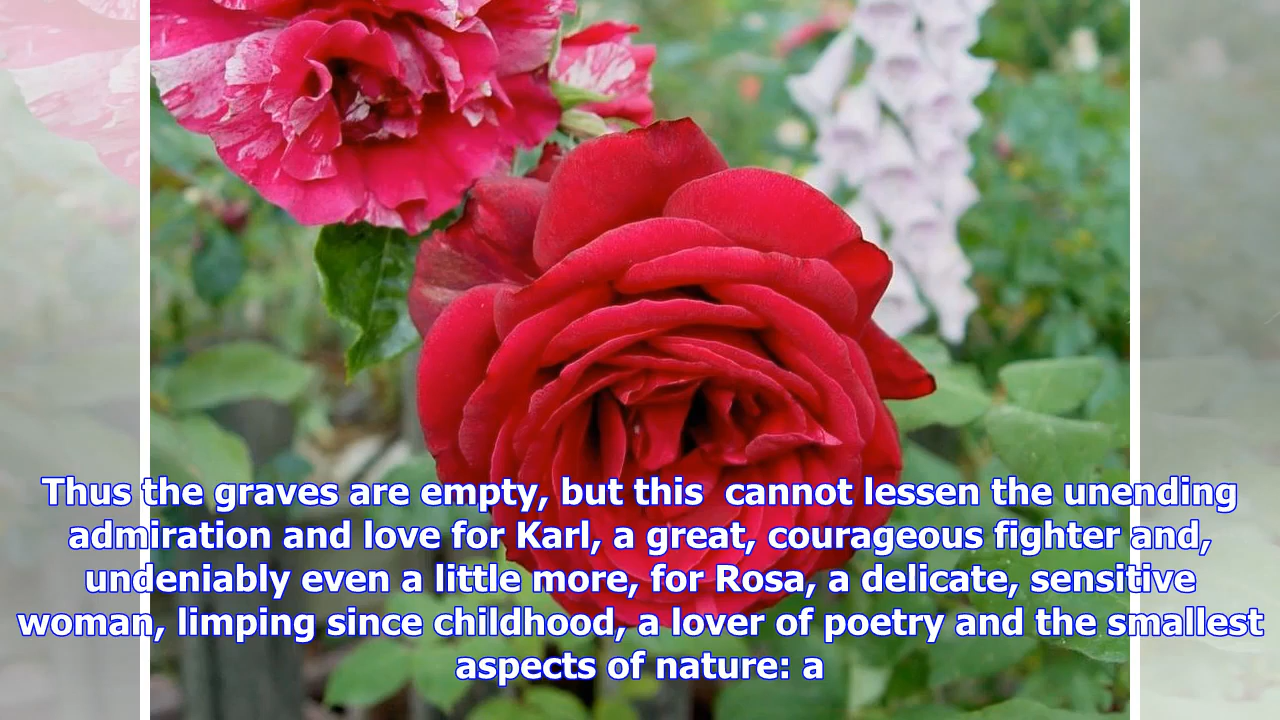 Thus the graves are empty, but this  cannot lessen the unending
admiration and love for Karl, a great, courageous fighter and,
undeniably even a little more, for Rosa, a delicate, sensitive
woman, limping since childhood, a lover of poetry and the smallest
aspects of nature: a